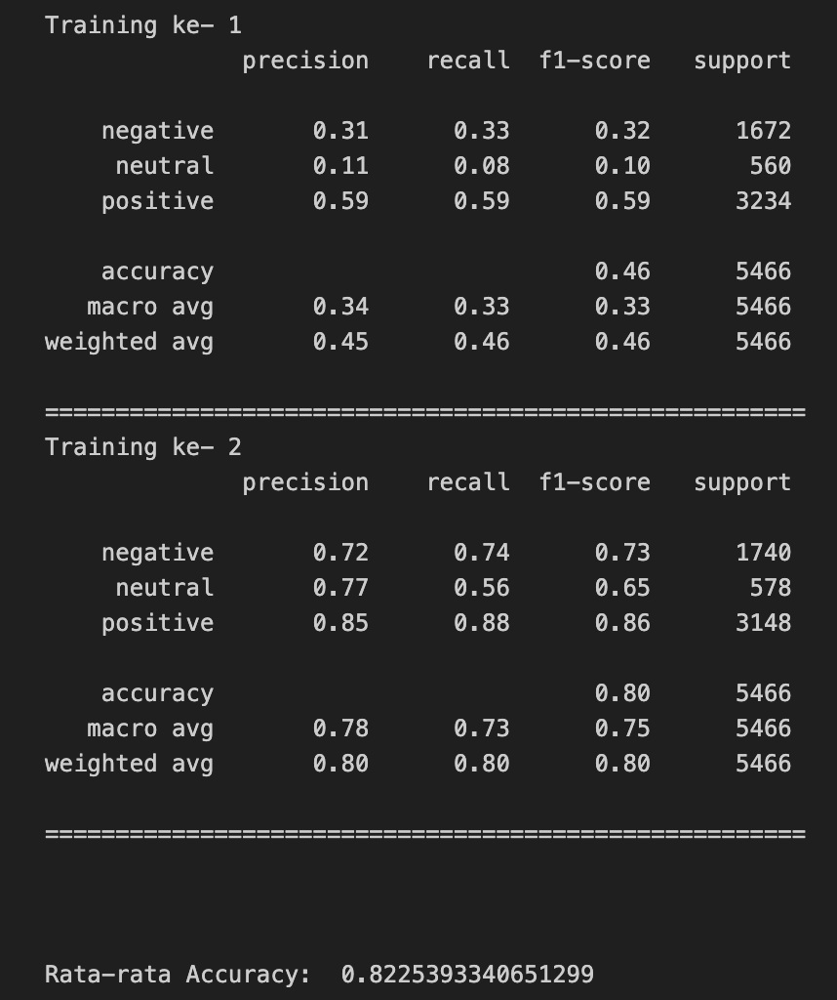 Training ke- 1
precision recall f1-score support
negative 0.31 0.33 0.32 1672
neutral 0.11 0.08 0.10 560
positive 0.59 0.59 0.59 3234
accuracy 0.46 5466
macro avg 0.34 0.33 0.33 5466
weighted avg 0.45 0.46 0.46 5466
======================================================
Training ke- 2
precision recall f1-score support
negative 0.72 0.74 0.73 1740
neutral 0.77 0.56 0.65 578
positive 0.85 0.88 0.86 3148
accuracy 0.80 5466
macro avg 0.78 0.73 0.75 5466
weighted avg 0.80 0.80 0.80 5466
======================================================
Rata-rata Accuracy: 0.8225393340651299